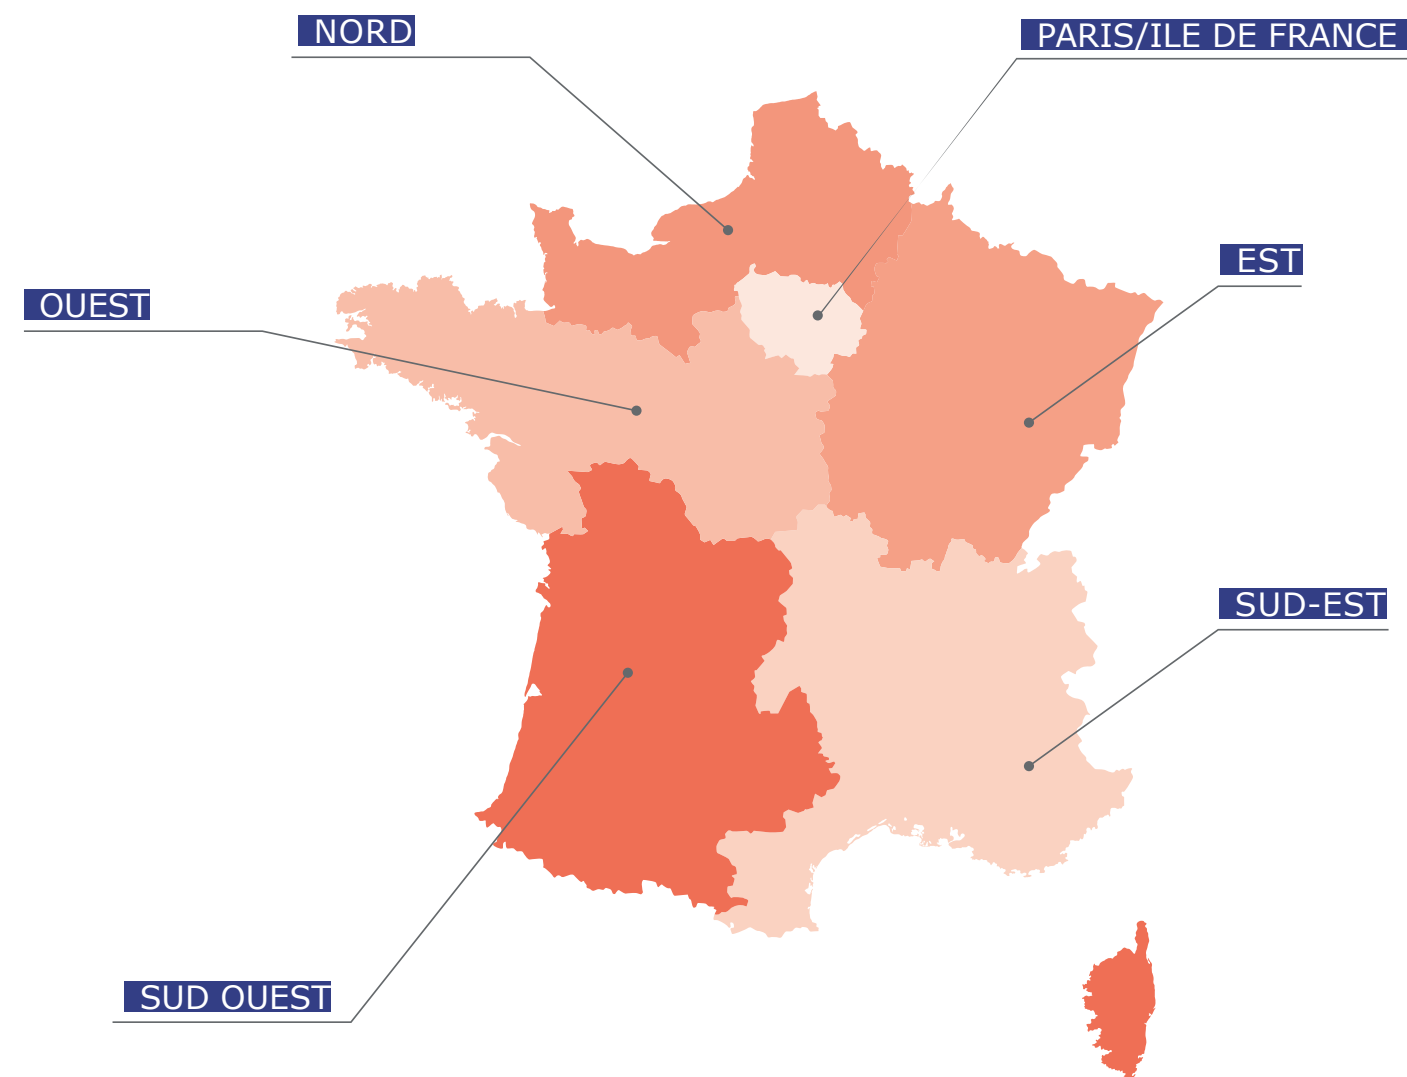 NORD
PARIS/ILE DE FRANCE
EST
OUEST
SUD-EST
SUD OUEST